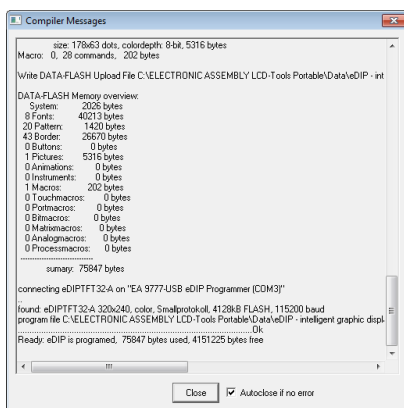 Compiler Messages
size: 178x63 dots, colordepth: 8-bit, 5316 bytes
Macro: 0, 28 commands, 202 bytes
Write DATA-FLASH Upload File C:\ELECTRONIC ASSEMBLY LCD-Tools Portable\Data\eDIP - int
DATA-FLASH Memory overview:
System: 2026 bytes
8 Fonts: 40213 bytes
20 Pattern: 1420 bytes
43 Border: 26670 bytes
0 Buttons: 0 bytes
1 Pictures: 5316 bytes
0 Animations: 0 bytes
0 Instruments: 0 bytes
1 Macros: 202 bytes
0 Touchmacros: 0 bytes
0 Portmacros: 0 bytes
0 Bitmacros: 0 bytes
0 Matrixmacros: 0 bytes
0 Analogmacros: 0 bytes
0 Processmacros: 0 bytes
------------------------------
sumary: 75847 bytes
connecting eDIPTFT32-A on "EA 9777-USB eDIP Programmer (COM3)"
..
found: eDIPTFT32-A 320x240, color, Smallprotokoll, 4128kB FLASH, 115200 baud
program file C:\ELECTRONIC ASSEMBLY LCD-Tools Portable\Data\eDIP - intelligent graphic displ
..........................................................................................Ok
Ready: eDIP is programed, 75847 bytes used, 4151225 bytes free
Close
Autoclose if no error